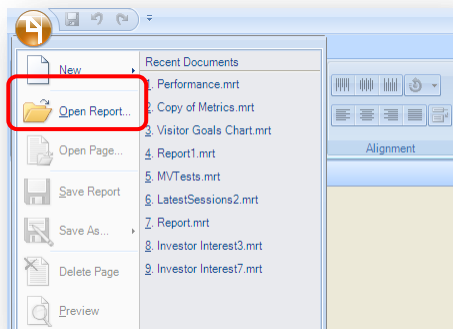 New
Open Report...
Open Page...
Save Report
Save As...
Delete Page
Preview
Recent Documents
1. Performance.mrt
2. Copy of Metrics.mrt
3. Visitor Goals Chart.mrt
4. Report1.mrt
5. MVTests.mrt
6. LatestSessions2.mrt
7. Report.mrt
8. Investor Interest3.mrt
9. Investor Interest7.mrt
Alignment